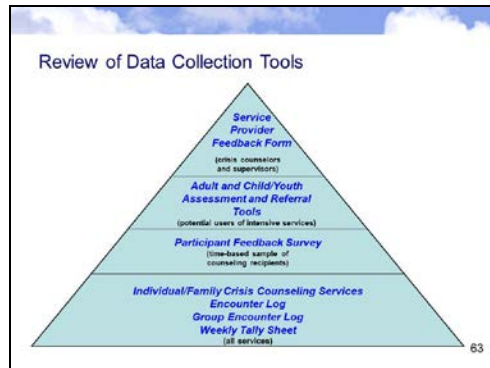 Review of Data Collection Tools
Service
Provider
Feedback Form
(crisis counselors
and supervisors)
Adult and Child/Youth
Assessment and Referral
Tools
(potential users of intensive services)
Participant Feedback Survey
(time-based sample of
counseling recipients)
Individual/Family Crisis Counseling Services
Encounter Log
Group Encounter Log
Weekly Tally Sheet
(all services)
63